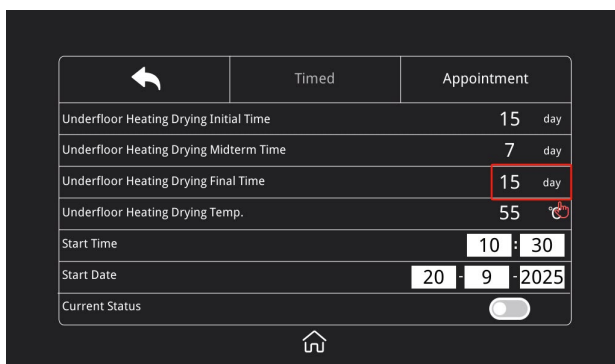 Timed Appointment
Underfloor Heating Drying Initial Time 15 day
Underfloor Heating Drying Midterm Time 7 day
Underfloor Heating Drying Final Time 15 day
Underfloor Heating Drying Temp. 55 ℃
Start Time 10 : 30
Start Date 20 - 9 - 2025
Current Status